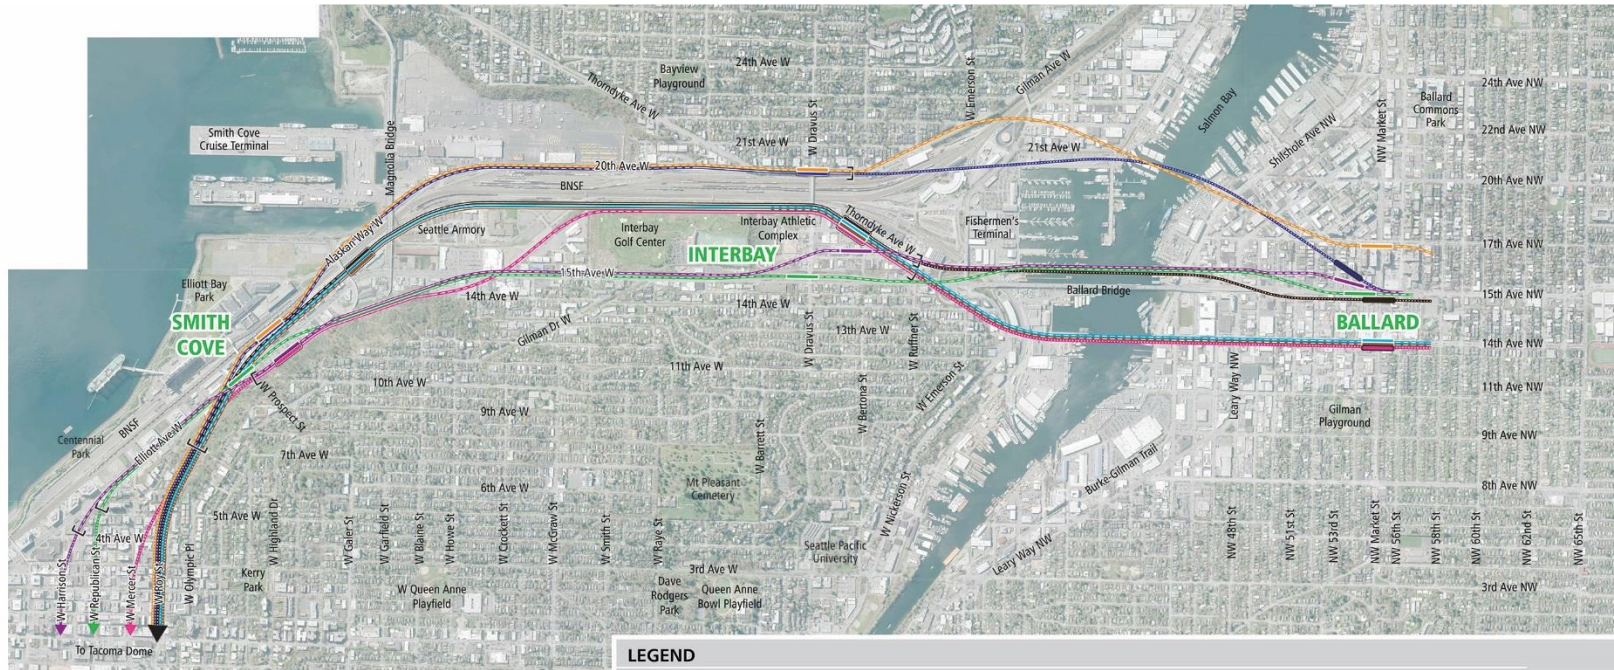 24th Ave W
Bayview
Playground
Thorndyke Ave W
W Dravus St
W Emerson St
Gilman Ave W
Salmon Bay
Shilshole Ave NW
NW Market St
Ballard
Commons
Park
24th Ave NW
22nd Ave NW
20th Ave NW
17th Ave NW
15th Ave NW
14th Ave NW
11th Ave NW
9th Ave NW
8th Ave NW
3rd Ave NW
Smith Cove
Cruise Terminal
Magnolia Bridge
21st Ave W
21st Ave W
20th Ave W
BNSF
Alaskan Way W
Seattle Armory
Interbay
Golf Center
Interbay Athletic
Complex
Thorndyke Ave W
Fishermen's
Terminal
INTERBAY
15th Ave W
14th Ave W
14th Ave W
Ballard Bridge
BALLARD
Elliott Bay
Park
SMITH
COVE
Gilman Dr W
W Dravus St
13th Ave W
W Ruffner St
11th Ave W
10th Ave W
W Prospect St
9th Ave W
W Bertona St
W Emerson St
Leary Way NW
Gilman
Playground
Centennial
Park
BNSF
Elliott Ave W
7th Ave W
W Barrett St
Burke-Gilman Trail
6th Ave W
Mt Pleasant
Cemetery
W Nickerson St
5th Ave W
4th Ave W
W Highland Dr
W Galer St
W Garfield St
W Blaine St
W Howe St
W Crockett St
W McGraw St
W Smith St
W Raye St
Seattle Pacific
University
Leary Way NW
NW 48th St
NW 51st St
NW 53rd St
NW Market St
NW 56th St
NW 58th St
NW 60th St
NW 62nd St
NW 65th St
W Harrison St
W Republican St
W Mercer St
W Roy St
W Olympic Pl
Kerry
Park
W Queen Anne
Playfield
3rd Ave W
Dave
Rodgers
Park
Queen Anne
Bowl Playfield
To Tacoma Dome
LEGEND